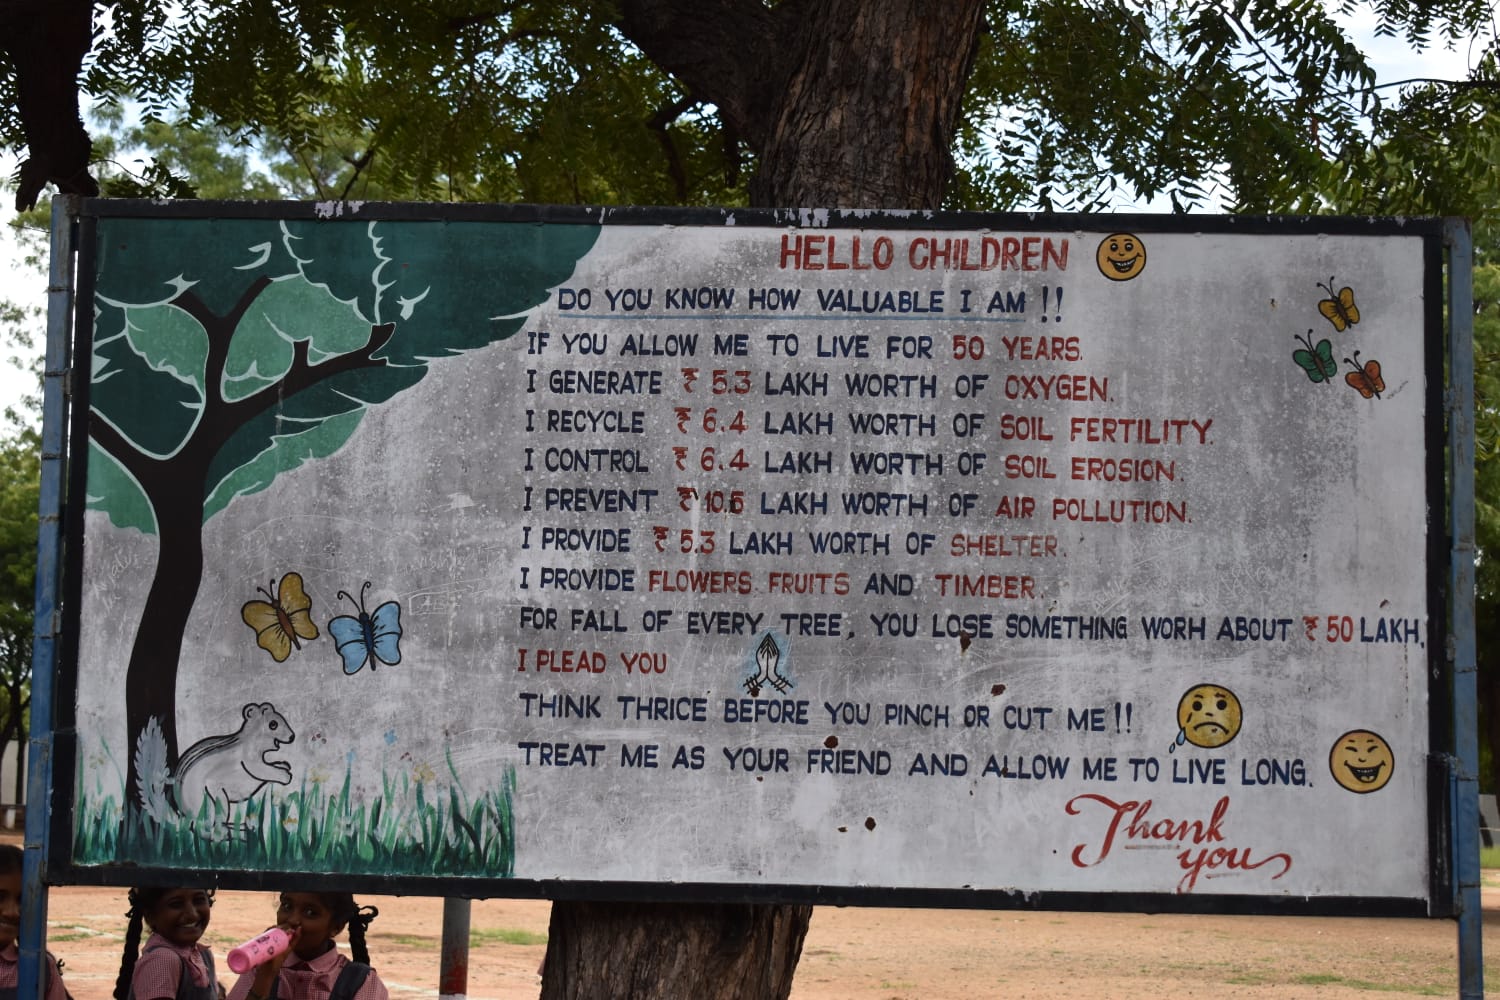 HELLO CHILDREN
DO YOU KNOW HOW VALUABLE I AM !!
IF YOU ALLOW ME TO LIVE FOR 50 YEARS.
I GENERATE ₹ 5.3 LAKH WORTH OF OXYGEN.
I RECYCLE ₹ 6.4 LAKH WORTH OF SOIL FERTILITY.
I CONTROL ₹ 6.4 LAKH WORTH OF SOIL EROSION.
I PREVENT ₹ 10.5 LAKH WORTH OF AIR POLLUTION.
I PROVIDE ₹ 5.3 LAKH WORTH OF SHELTER.
I PROVIDE FLOWERS. FRUITS AND TIMBER.
FOR FALL OF EVERY TREE, YOU LOSE SOMETHING WORH ABOUT ₹ 50 LAKH.
I PLEAD YOU
THINK THRICE BEFORE YOU PINCH OR CUT ME !!
TREAT ME AS YOUR FRIEND AND ALLOW ME TO LIVE LONG.
Thank
you